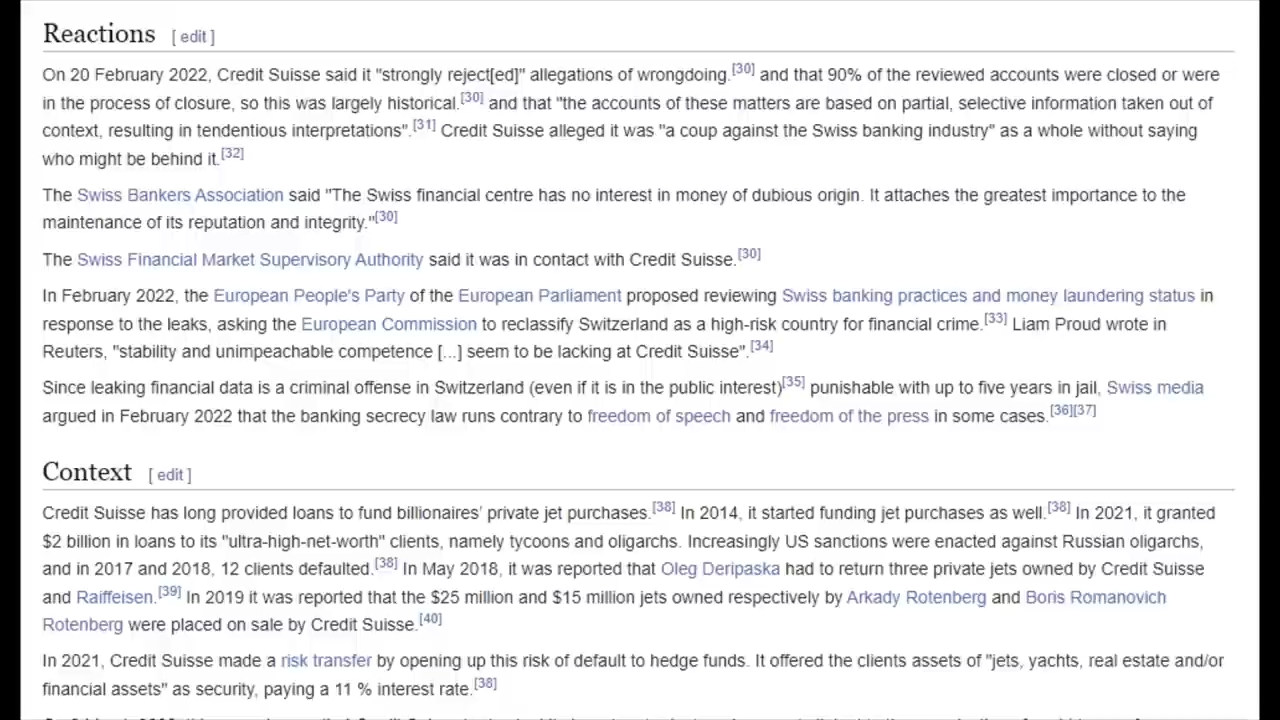 Reactions [ edit ]
On 20 February 2022, Credit Suisse said it "strongly reject[ed]" allegations of wrongdoing.[30] and that 90% of the reviewed accounts were closed or were
in the process of closure, so this was largely historical.[30] and that "the accounts of these matters are based on partial, selective information taken out of
context, resulting in tendentious interpretations".[31] Credit Suisse alleged it was "a coup against the Swiss banking industry" as a whole without saying
who might be behind it.[32]
The Swiss Bankers Association said "The Swiss financial centre has no interest in money of dubious origin. It attaches the greatest importance to the
maintenance of its reputation and integrity."[30]
The Swiss Financial Market Supervisory Authority said it was in contact with Credit Suisse.[30]
In February 2022, the European People's Party of the European Parliament proposed reviewing Swiss banking practices and money laundering status in
response to the leaks, asking the European Commission to reclassify Switzerland as a high-risk country for financial crime.[33] Liam Proud wrote in
Reuters, "stability and unimpeachable competence [...] seem to be lacking at Credit Suisse".[34]
Since leaking financial data is a criminal offense in Switzerland (even if it is in the public interest)[35] punishable with up to five years in jail, Swiss media
argued in February 2022 that the banking secrecy law runs contrary to freedom of speech and freedom of the press in some cases.[36][37]
Context [ edit ]
Credit Suisse has long provided loans to fund billionaires' private jet purchases.[38] In 2014, it started funding jet purchases as well.[38] In 2021, it granted
$2 billion in loans to its "ultra-high-net-worth" clients, namely tycoons and oligarchs. Increasingly US sanctions were enacted against Russian oligarchs,
and in 2017 and 2018, 12 clients defaulted.[38] In May 2018, it was reported that Oleg Deripaska had to return three private jets owned by Credit Suisse
and Raiffeisen.[39] In 2019 it was reported that the $25 million and $15 million jets owned respectively by Arkady Rotenberg and Boris Romanovich
Rotenberg were placed on sale by Credit Suisse.[40]
In 2021, Credit Suisse made a risk transfer by opening up this risk of default to hedge funds. It offered the clients assets of "jets, yachts, real estate and/or
financial assets" as security, paying a 11 % interest rate.[38]